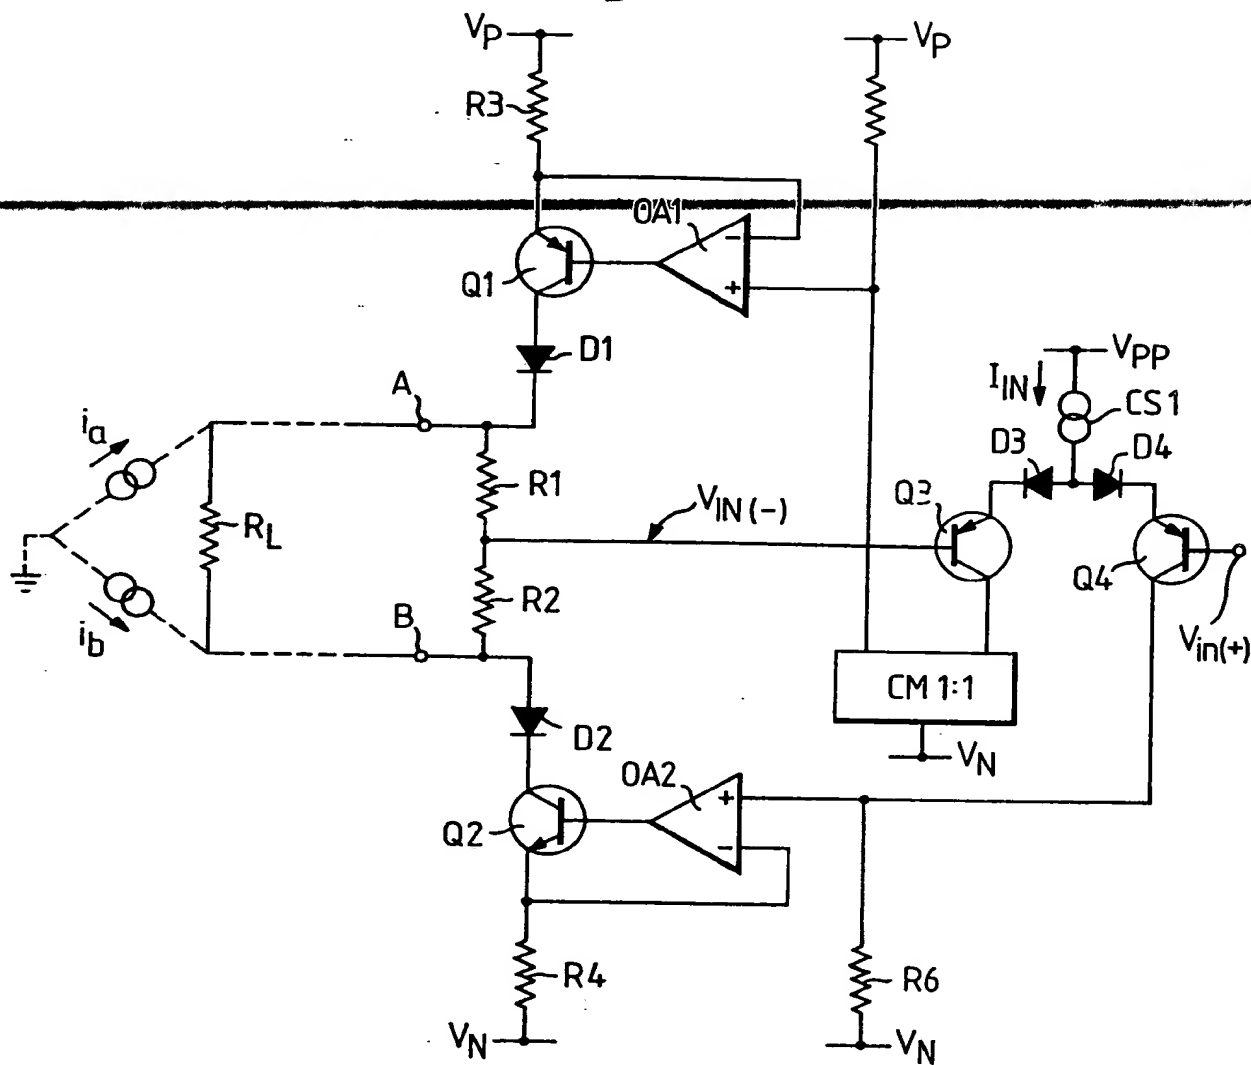 VP
VP
R3
OA1
−
+
Q1
D1
VPP
IIN
CS1
A
ia
D3
D4
R1
Q3
VIN(−)
RL
R2
Q4
B
ib
Vin(+)
CM 1:1
D2
VN
OA2
+
Q2
−
R4
R6
VN
VN